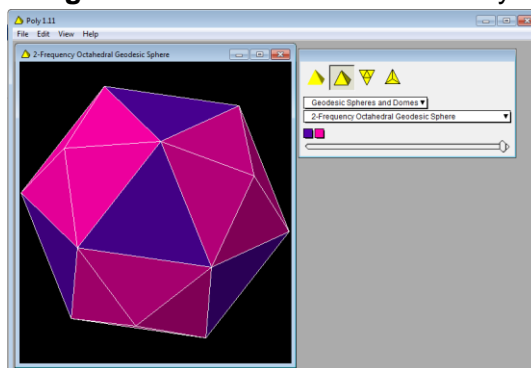 Poly 1.11
File Edit View Help
2-Frequency Octahedral Geodesic Sphere
Geodesic Spheres and Domes
2-Frequency Octahedral Geodesic Sphere